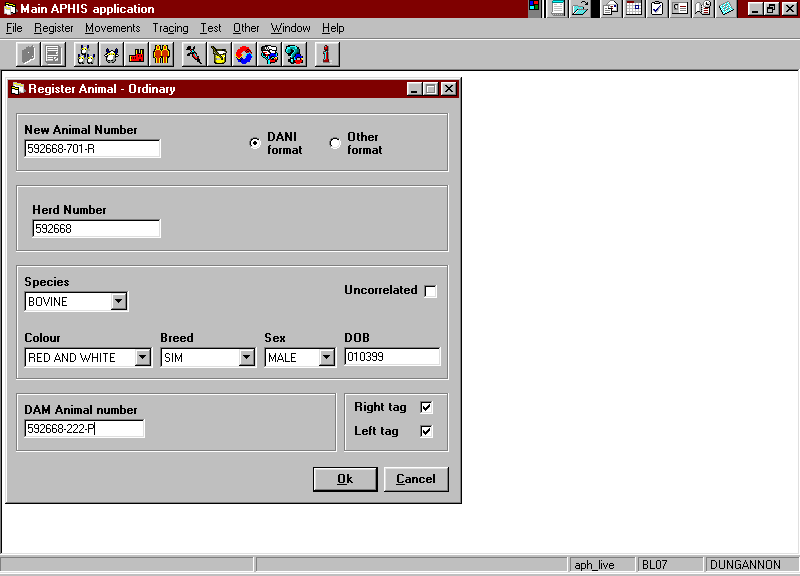 Main APHIS application
File Register Movements Tracing Test Other Window Help
Register Animal - Ordinary
New Animal Number
592668-701-R
DANI format
Other format
Herd Number
592668
Species
BOVINE
Uncorrelated
Colour Breed Sex DOB
RED AND WHITE SIM MALE 010399
DAM Animal number
592668-222-P
Right tag
Left tag
Ok Cancel
aph_live BL07 DUNGANNON